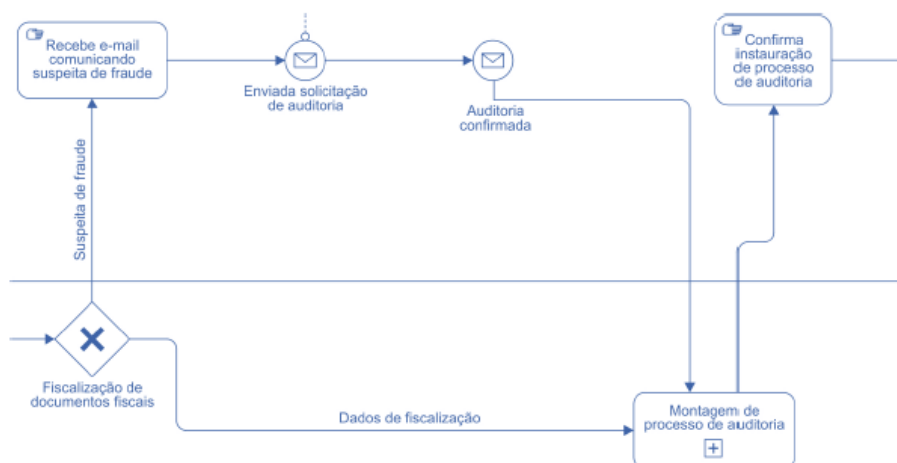 Recebe e-mail
comunicando
suspeita de fraude
Enviada solicitação
de auditoria
Auditoria
confirmada
Confirma
instauração
de processo
de auditoria
Suspeita de fraude
Fiscalização de
documentos fiscais
Dados de fiscalização
Montagem de
processo de auditoria